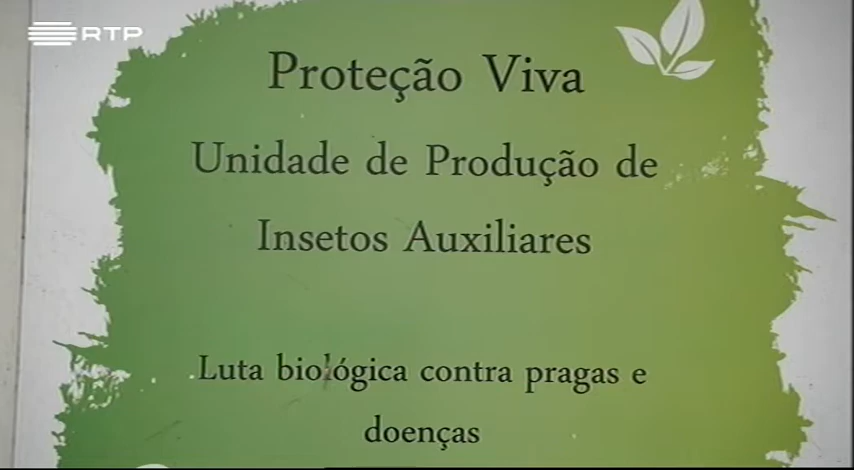 RTP
Proteção Viva
Unidade de Produção de
Insetos Auxiliares
Luta biológica contra pragas e
doenças